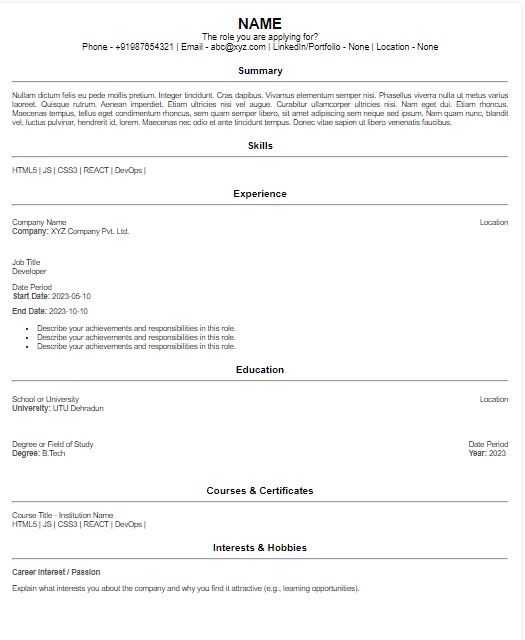 NAME
The role you are applying for?
Phone - +91987654321 | Email - abc@xyz.com | LinkedIn/Portfolio - None | Location - None
Summary
Nullam dictum felis eu pede mollis pretium. Integer tincidunt. Cras dapibus. Vivamus elementum semper nisi. Phasellus viverra nulla ut metus varius
laoreet. Quisque rutrum. Aenean imperdiet. Etiam ultricies nisi vel augue. Curabitur ullamcorper ultricies nisi. Nam eget dui. Etiam rhoncus.
Maecenas tempus, tellus eget condimentum rhoncus, sem quam semper libero, sit amet adipiscing sem neque sed ipsum. Nam quam nunc, blandit
vel, luctus pulvinar, hendrerit id, lorem. Maecenas nec odio et ante tincidunt tempus. Donec vitae sapien ut libero venenatis faucibus.
Skills
HTML5 | JS | CSS3 | REACT | DevOps |
Experience
Company Name Location
Company: XYZ Company Pvt. Ltd.
Job Title
Developer
Date Period
Start Date: 2023-05-10
End Date: 2023-10-10
• Describe your achievements and responsibilities in this role.
• Describe your achievements and responsibilities in this role.
• Describe your achievements and responsibilities in this role.
Education
School or University Location
University: UTU Dehradun
Degree or Field of Study Date Period
Degree: B.Tech Year: 2023
Courses & Certificates
Course Title - Institution Name
HTML5 | JS | CSS3 | REACT | DevOps |
Interests & Hobbies
Career Interest / Passion
Explain what interests you about the company and why you find it attractive (e.g., learning opportunities).